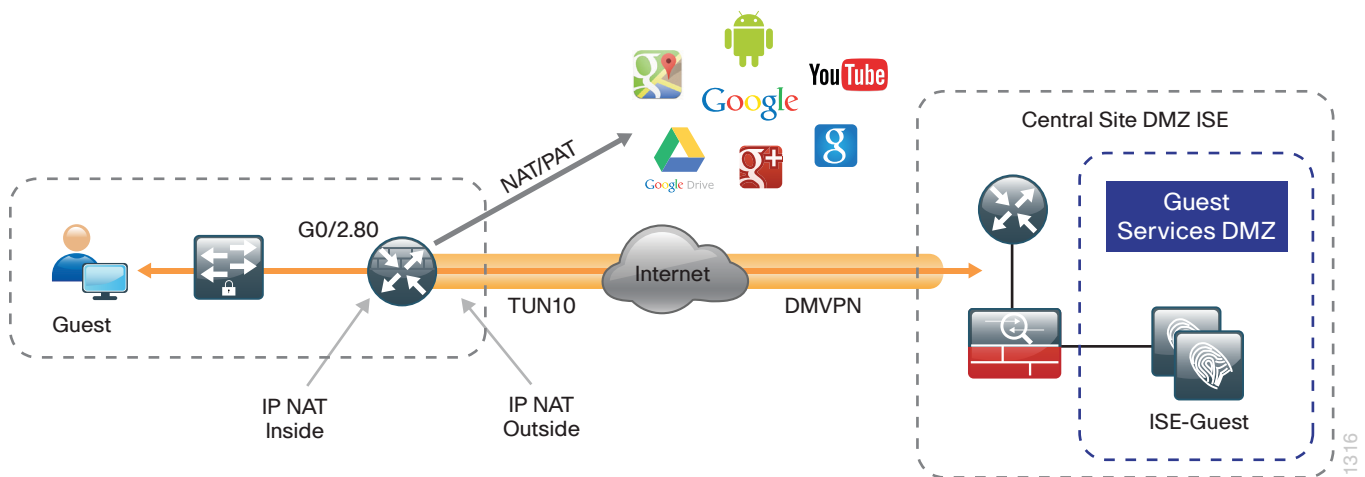 YouTube
Google
g+
g
Google Drive
NAT/PAT
Central Site DMZ ISE
Guest
Services DMZ
G0/2.80
Internet
Guest
TUN10
DMVPN
IP NAT
Inside
IP NAT
Outside
ISE-Guest
1316